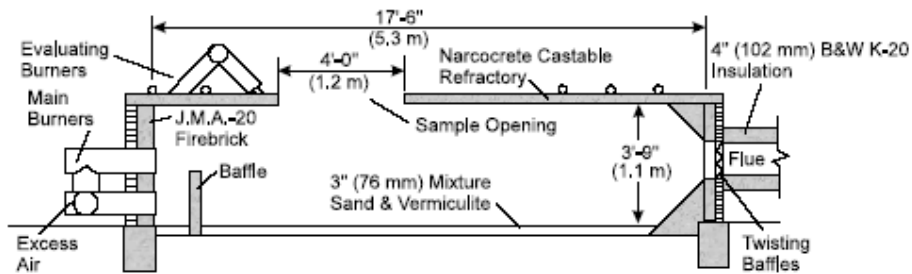 17'-6"
(5.3 m)
Evaluating
Burners
4'-0"
(1.2 m)
Narcocrete Castable
Refractory
4" (102 mm) B&W K-20
Insulation
Main
Burners
J.M.A.-20
Firebrick
Sample Opening
Baffle
3" (76 mm) Mixture
Sand & Vermiculite
3'-9"
(1.1 m)
Flue
Excess
Air
Twisting
Baffles